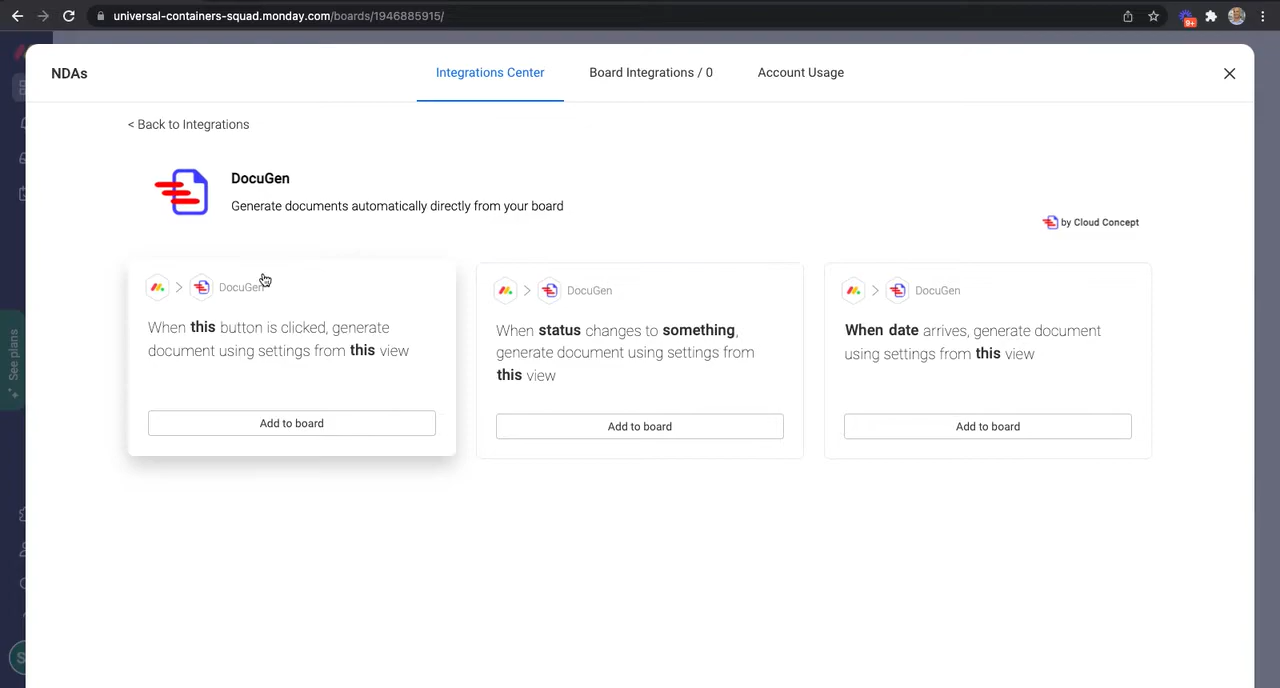 universal-containers-squad.monday.com/boards/1946885915/
9+
NDAs
Integrations Center
Board Integrations / 0
Account Usage
< Back to Integrations
DocuGen
Generate documents automatically directly from your board
by Cloud Concept
DocuGen
When this button is clicked, generate
document using settings from this view
Add to board
DocuGen
When status changes to something,
generate document using settings from
this view
Add to board
DocuGen
When date arrives, generate document
using settings from this view
Add to board
See plans
S